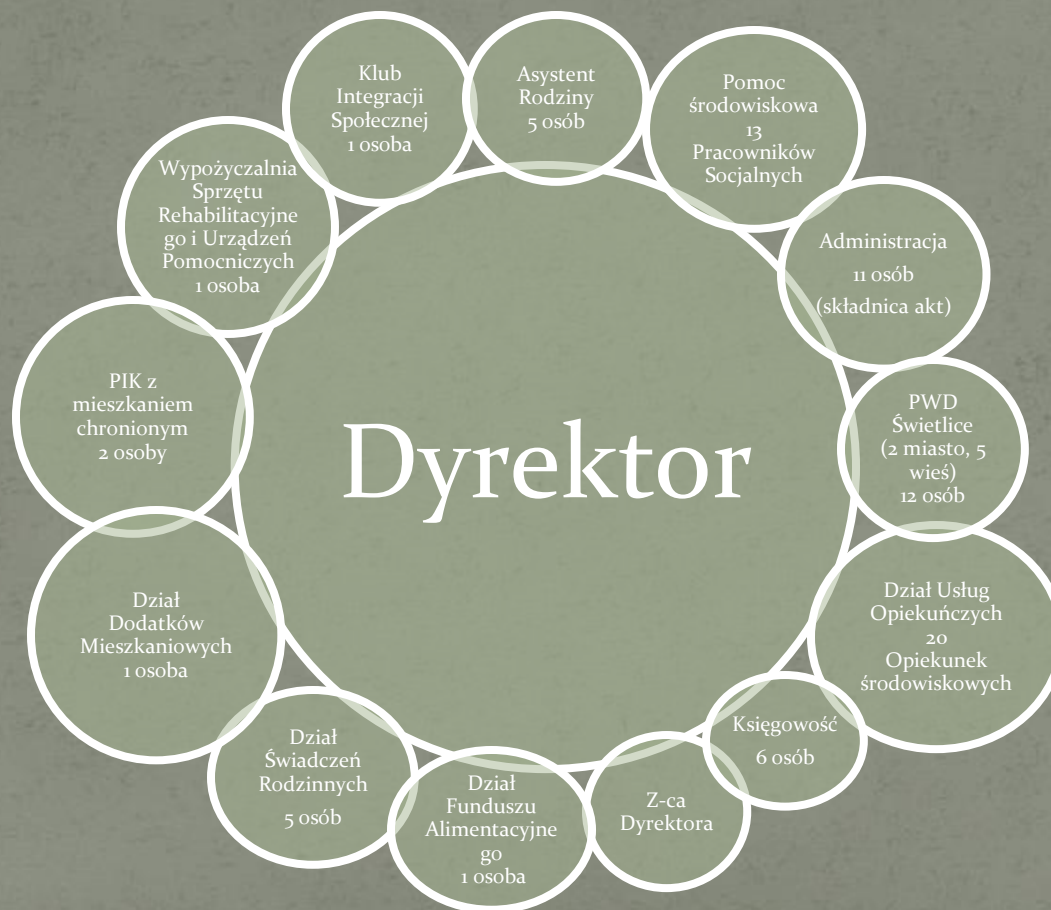 Dyrektor
Asystent
Rodziny
5 osób
Pomoc
środowiskowa
13
Pracowników
Socjalnych
Administracja
11 osób
(składnica akt)
PWD
Świetlice
(2 miasto, 5
wieś)
12 osób
Dział Usług
Opiekuńczych
20
Opiekunek
środowiskowych
Księgowość
6 osób
Z-ca
Dyrektora
Dział
Funduszu
Alimentacyjne
go
1 osoba
Dział
Świadczeń
Rodzinnych
5 osób
Dział
Dodatków
Mieszkaniowych
1 osoba
PIK z
mieszkaniem
chronionym
2 osoby
Wypożyczalnia
Sprzętu
Rehabilitacyjne
go i Urządzeń
Pomocniczych
1 osoba
Klub
Integracji
Społecznej
1 osoba